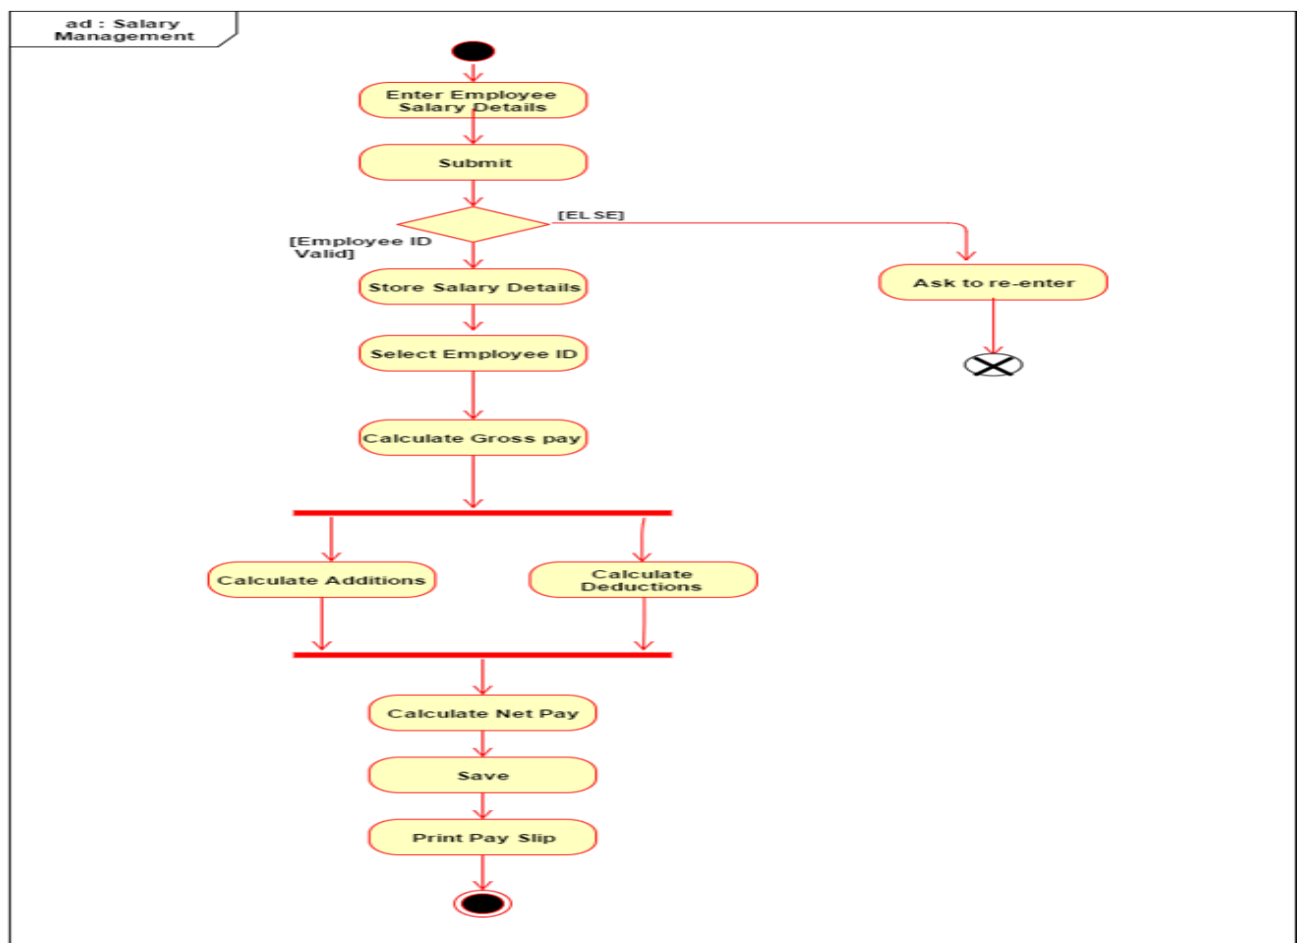 ad : Salary
Management
Enter Employee
Salary Details
Submit
[ELSE]
[Employee ID
Valid]
Store Salary Details
Ask to re-enter
Select Employee ID
Calculate Gross pay
Calculate Additions
Calculate
Deductions
Calculate Net Pay
Save
Print Pay Slip